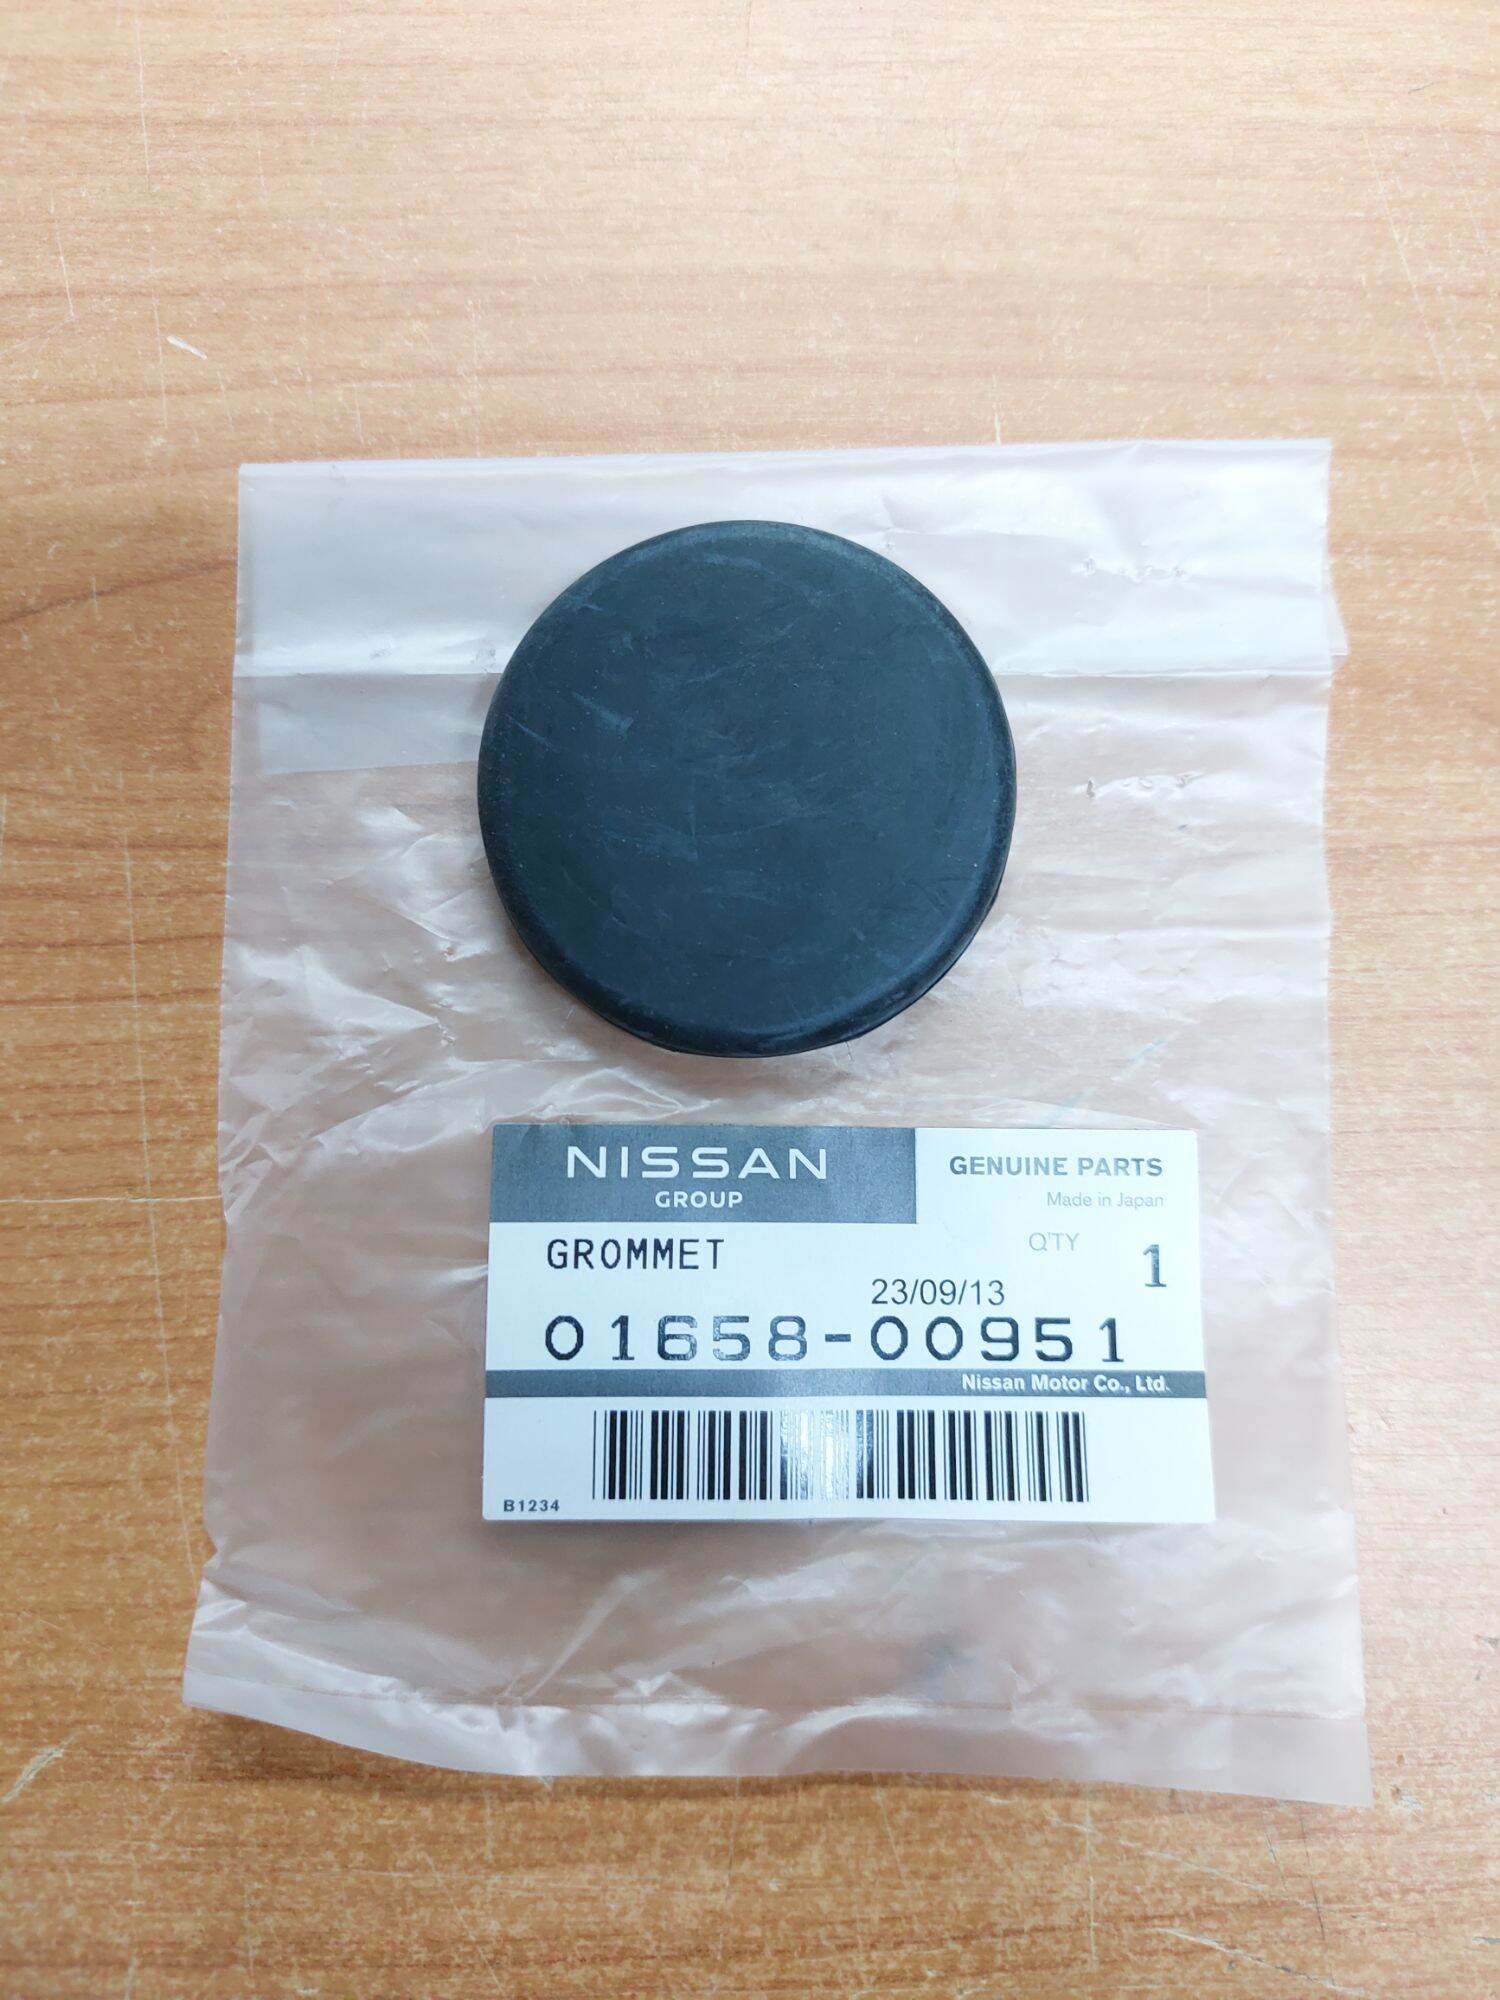 NISSAN
GROUP
GENUINE PARTS
Made in Japan
GROMMET
Q'TY 1
23/09/13
01658-00951
Nissan Motor Co., Ltd.
B1234